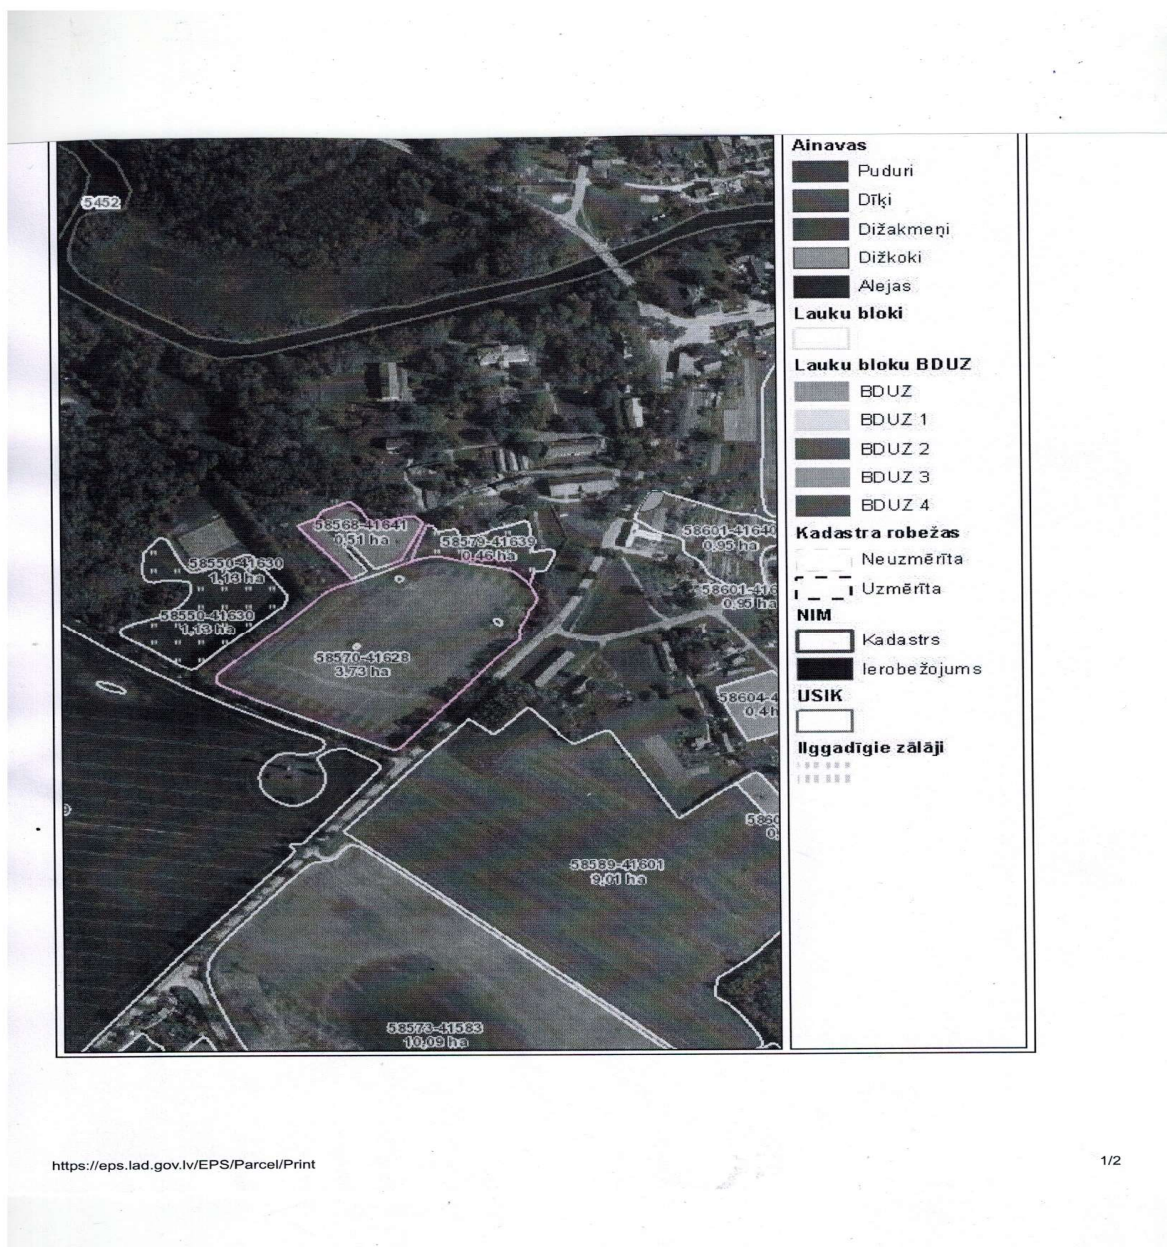 5452
58568-41641
0,51 ha
58579-41639
0,46 ha
58601-41640
0,95 ha
58550-41630
1,13 ha
58601-416
0,95 ha
58550-41630
1,13 ha
58570-41628
3,73 ha
58604-4
0,4 h
5860
0,
58589-41601
9,01 ha
58573-41583
10,09 ha
Ainavas
Puduri
Dīķi
Dižakmeņi
Dižkoki
Alejas
Lauku bloki
Lauku bloku BDUZ
BDUZ
BDUZ 1
BDUZ 2
BDUZ 3
BDUZ 4
Kadastra robežas
Neuzmērīta
Uzmērīta
NIM
Kadastrs
Ierobežojums
USIK
Ilggadīgie zālāji
https://eps.lad.gov.lv/EPS/Parcel/Print
1/2